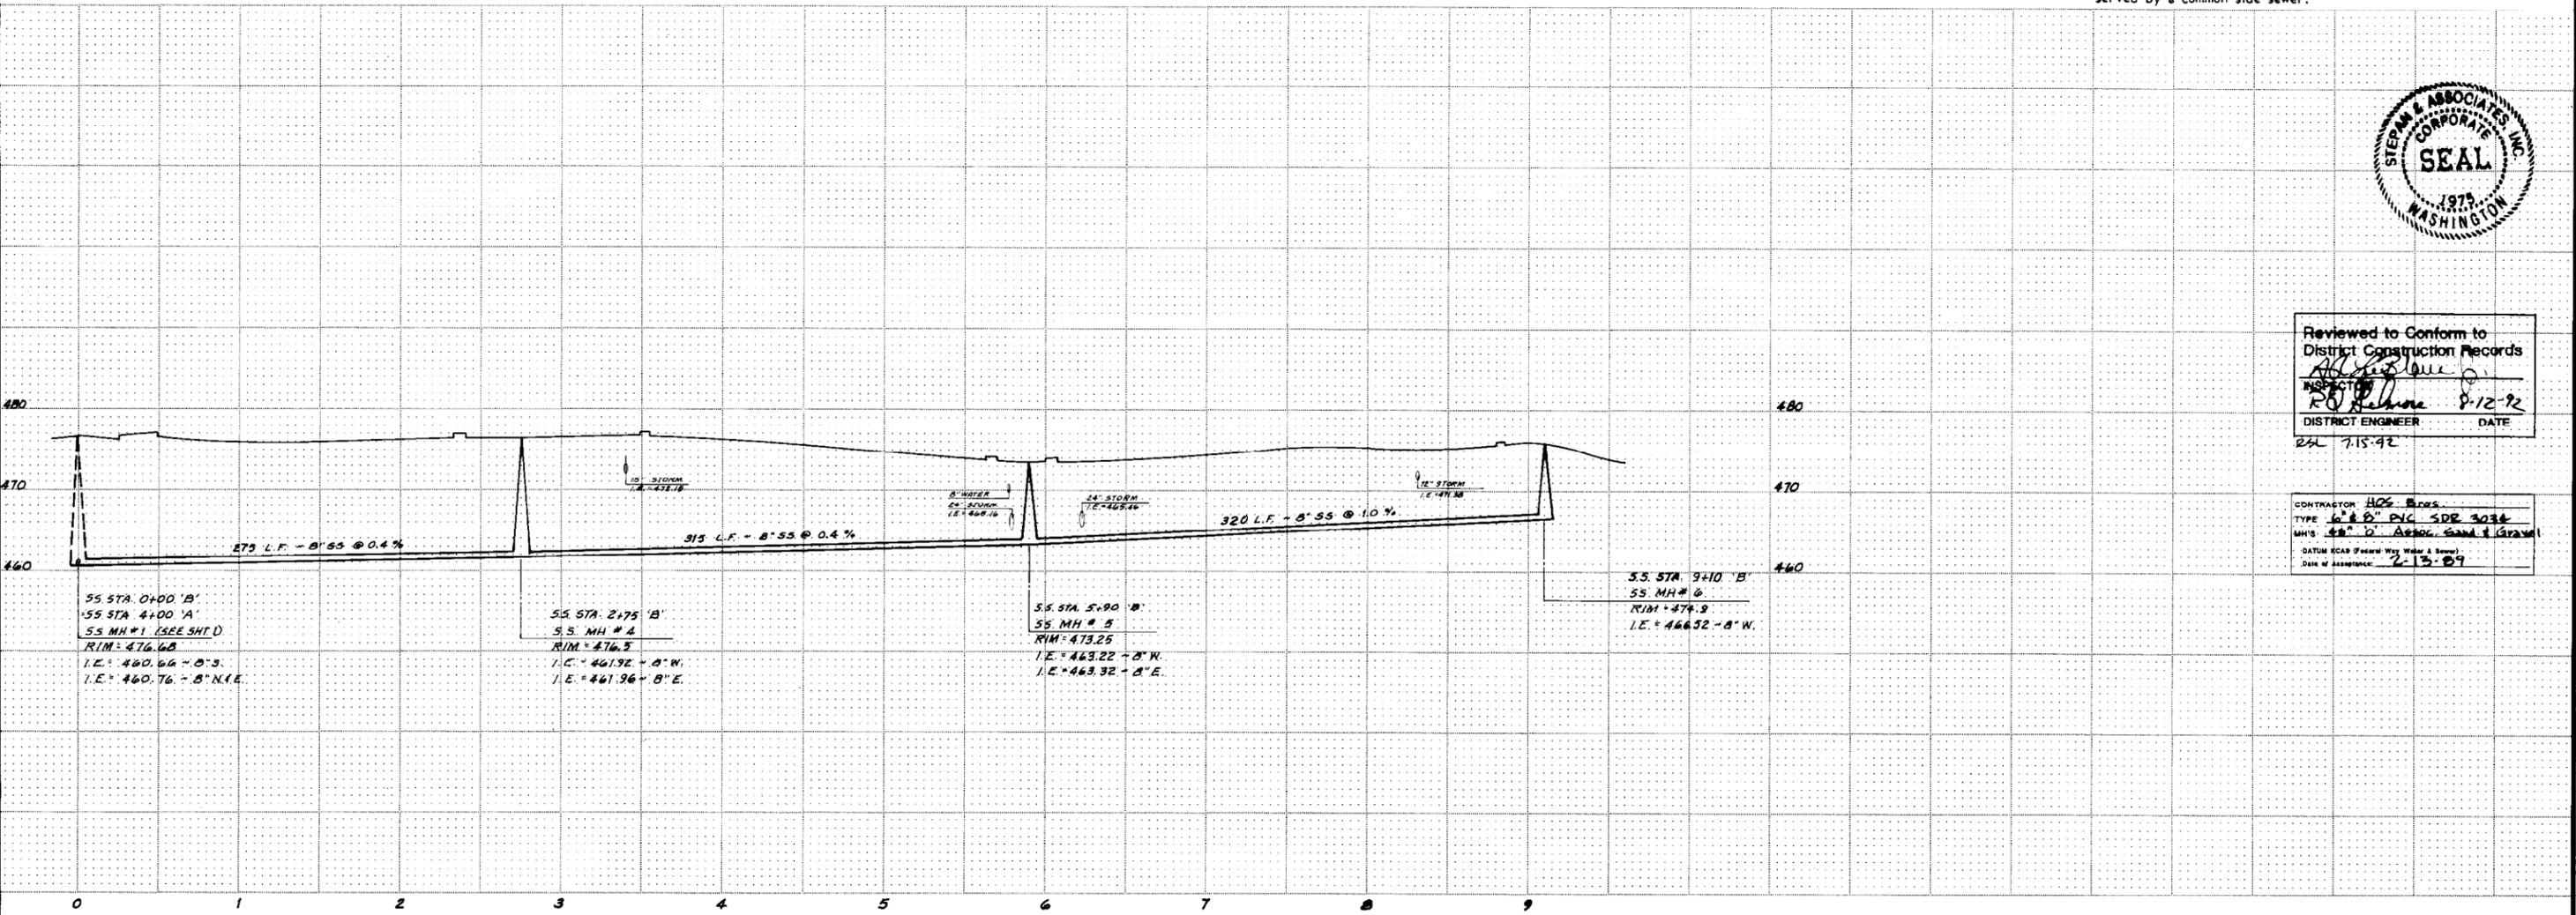 served by a common side sewer.
STEPAN & ASSOCIATES, INC.
CORPORATE
SEAL
1975
WASHINGTON
Reviewed to Conform to
District Construction Records
INSPECTOR
8-12-92
DISTRICT ENGINEER DATE
RSL 7-15-92
480 480
470 470
460 460
15" STORM
8" WATER
24" STORM
24" STORM
I.E.=465.46
12" STORM
275 L.F. - 8" SS @ 0.4 %
315 L.F. - 8" SS @ 0.4 %
320 L.F. - 8" SS @ 1.0 %
CONTRACTOR HOS Bros.
TYPE 6" & 8" PVC SDR 3034
MH'S 48" Assoc. Sand & Gravel
DATUM KCAS (Federal Way Water & Sewer)
Date of Acceptance: 2-13-89
SS STA. 0+00 'B'
=SS STA 4+00 'A'
S.S MH #1 (SEE SHT 1)
RIM = 476.68
I.E.= 460.66 ~ 8" S.
I.E.= 460.76 ~ 8" N.&E.
S.S. STA. 2+75 'B'
S.S. MH # 4
RIM = 476.5
I.E. = 461.92 ~ 8" W.
I.E. = 461.96 ~ 8" E.
S.S. STA. 5+90 'B'
SS MH # 5
RIM = 473.25
I.E. = 463.22 ~ 8" W.
I.E. = 463.32 ~ 8" E.
S.S. STA. 9+10 'B'
SS. MH # 6
RIM = 474.9
I.E. = 466.52 ~ 8" W.
0 1 2 3 4 5 6 7 8 9